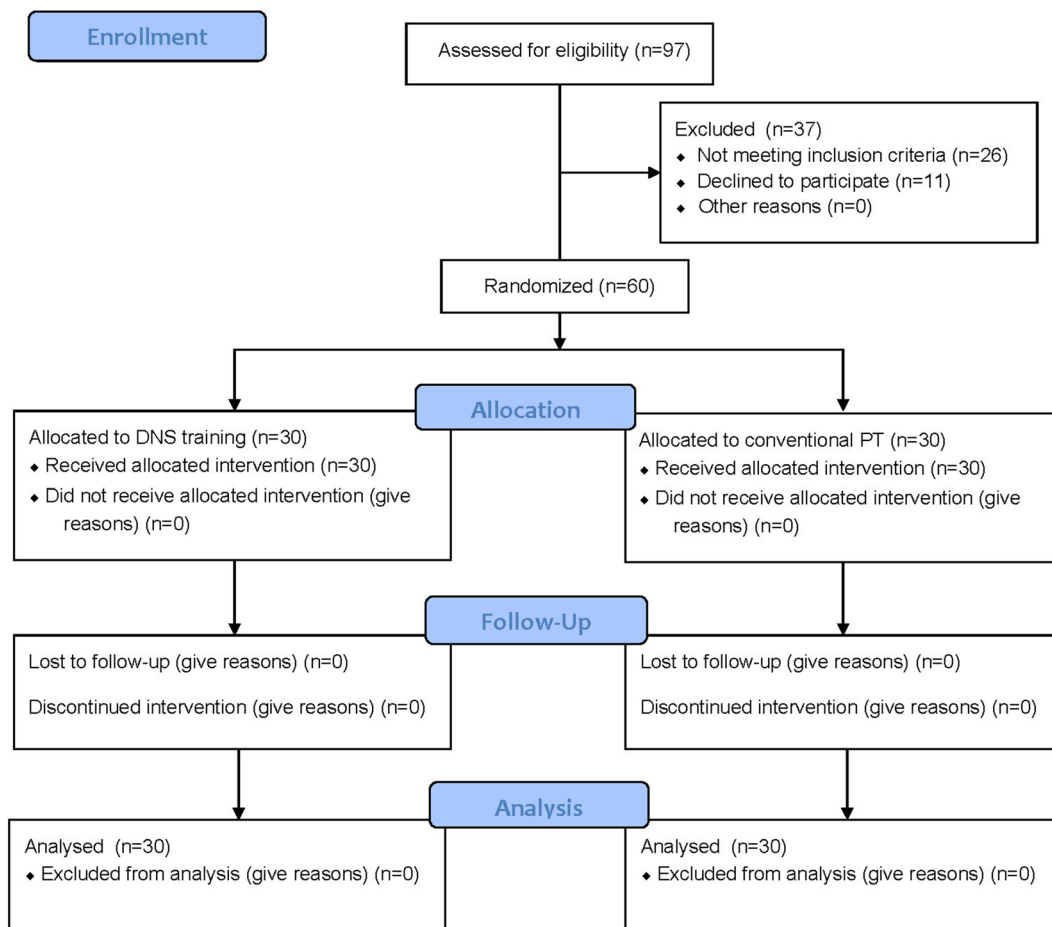 Enrollment
Assessed for eligibility (n=97)
Excluded (n=37)
◆ Not meeting inclusion criteria (n=26)
◆ Declined to participate (n=11)
◆ Other reasons (n=0)
Randomized (n=60)
Allocation
Allocated to DNS training (n=30)
◆ Received allocated intervention (n=30)
◆ Did not receive allocated intervention (give
reasons) (n=0)
Allocated to conventional PT (n=30)
◆ Received allocated intervention (n=30)
◆ Did not receive allocated intervention (give
reasons) (n=0)
Follow-Up
Lost to follow-up (give reasons) (n=0)
Discontinued intervention (give reasons) (n=0)
Lost to follow-up (give reasons) (n=0)
Discontinued intervention (give reasons) (n=0)
Analysis
Analysed (n=30)
◆ Excluded from analysis (give reasons) (n=0)
Analysed (n=30)
◆ Excluded from analysis (give reasons) (n=0)